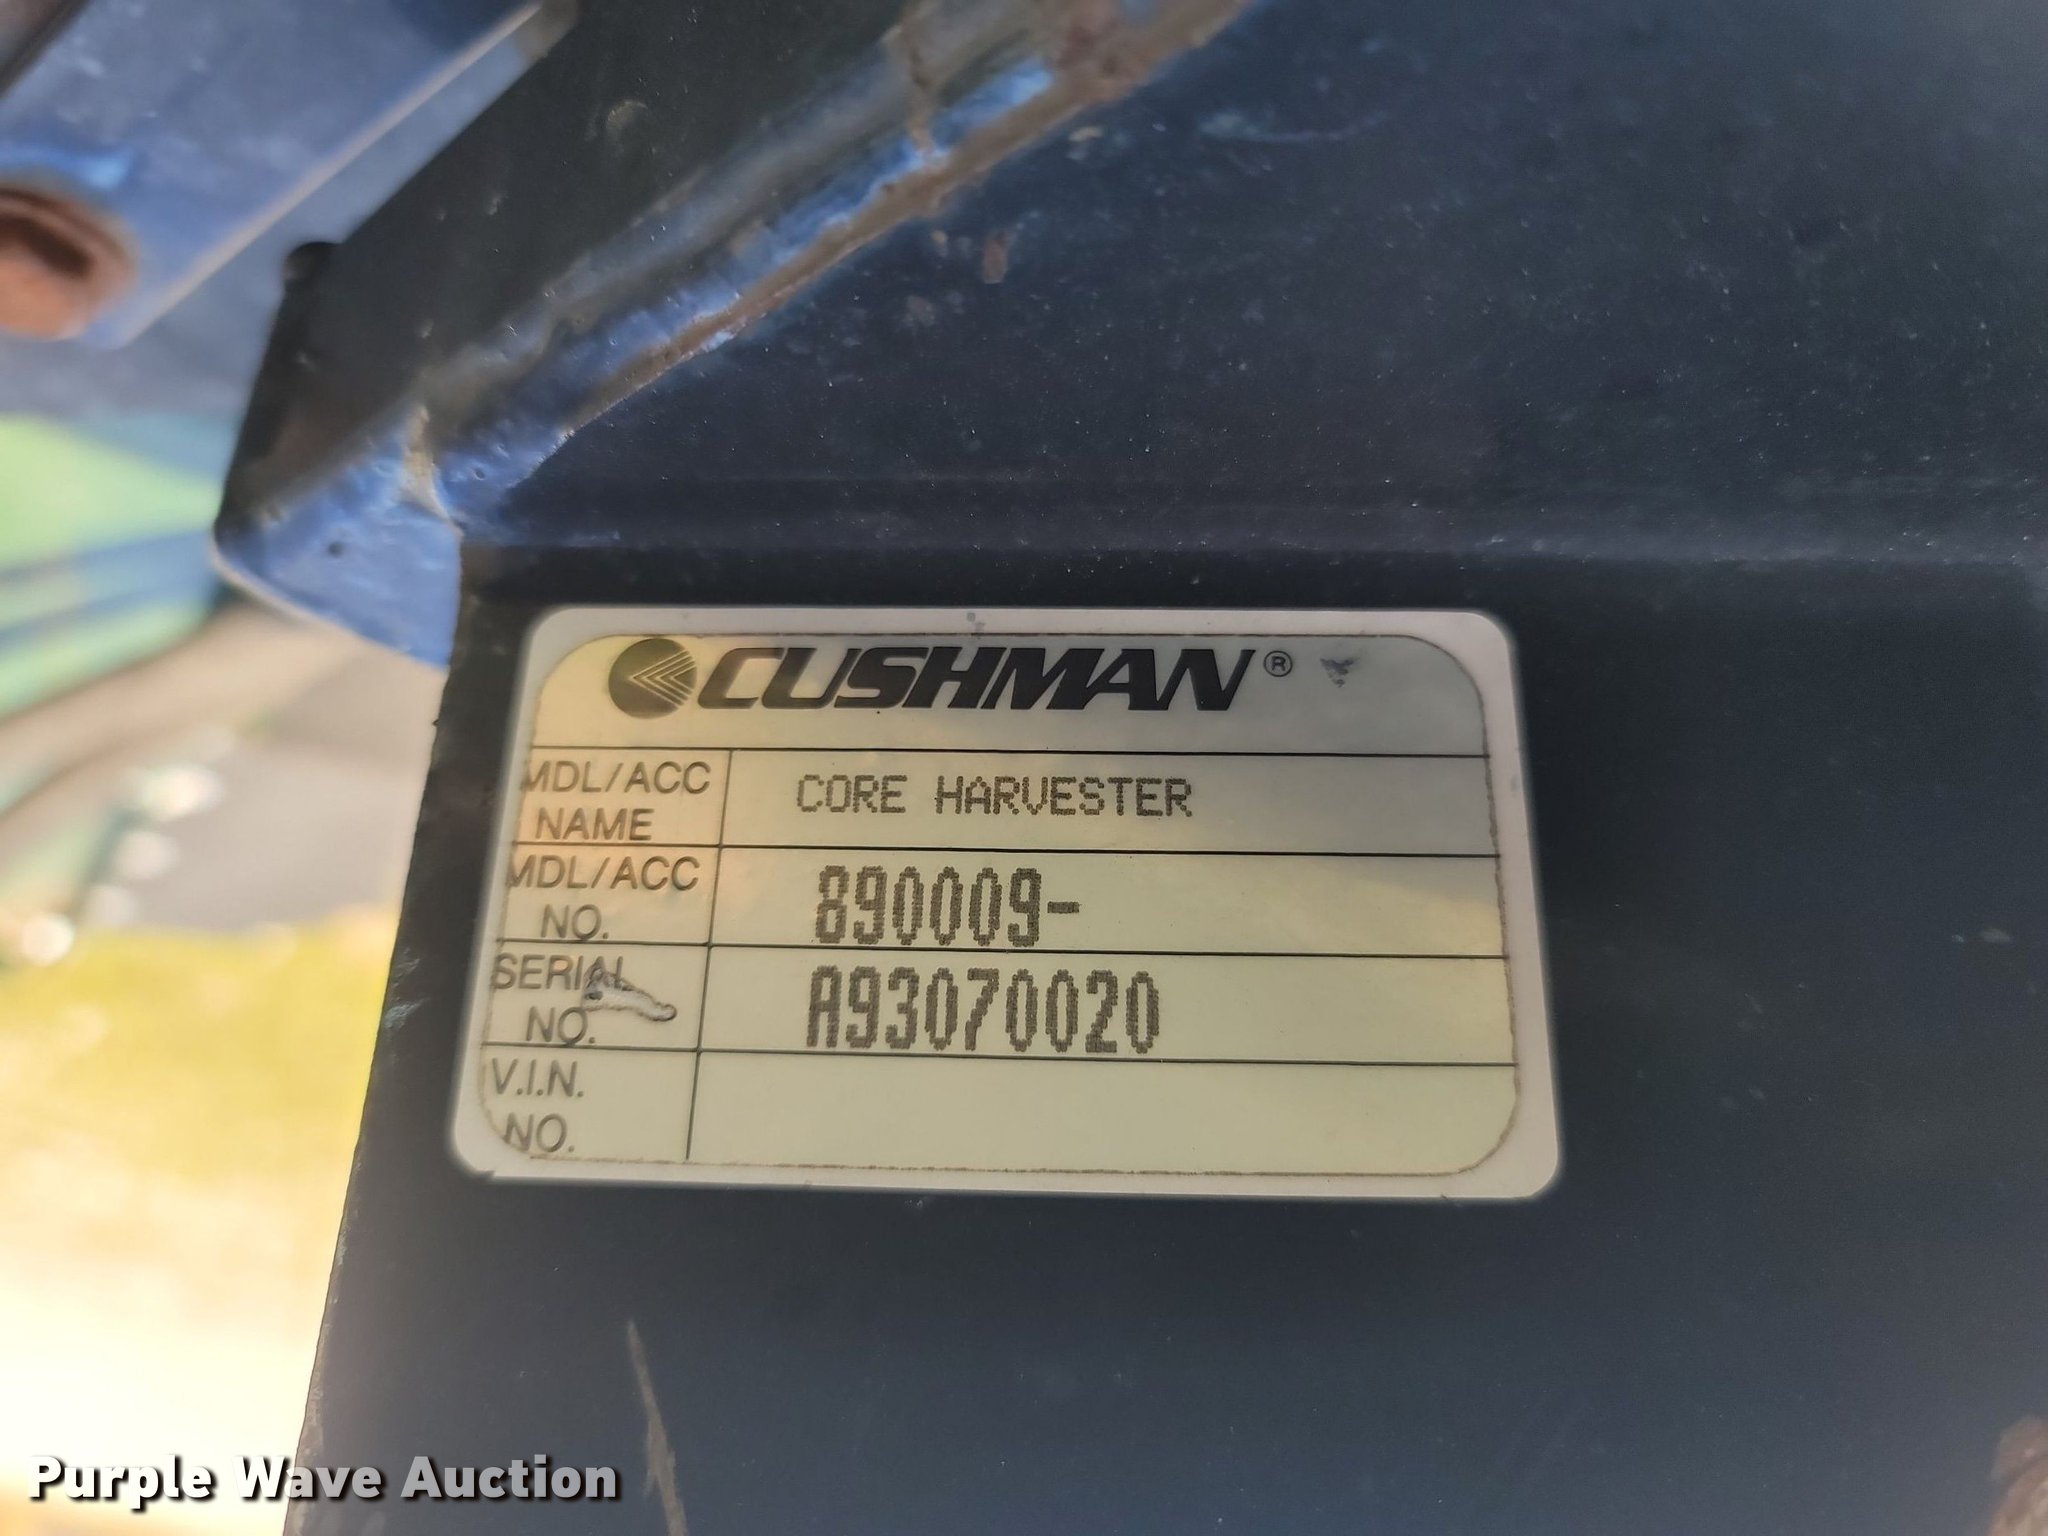 CUSHMAN®
MDL/ACC NAME CORE HARVESTER
MDL/ACC NO. 890009-
SERIAL NO. A93070020
V.I.N. NO.
Purple Wave Auction